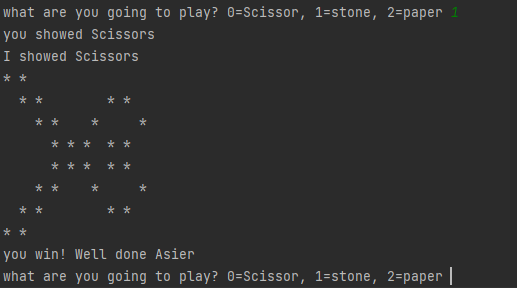 what are you going to play? 0=Scissor, 1=stone, 2=paper 1
you showed Scissors
I showed Scissors
* *
  * *        * *
    * *    *     *
      * * *  * *
      * * *  * *
    * *    *     *
  * *        * *
* *
you win! Well done Asier
what are you going to play? 0=Scissor, 1=stone, 2=paper